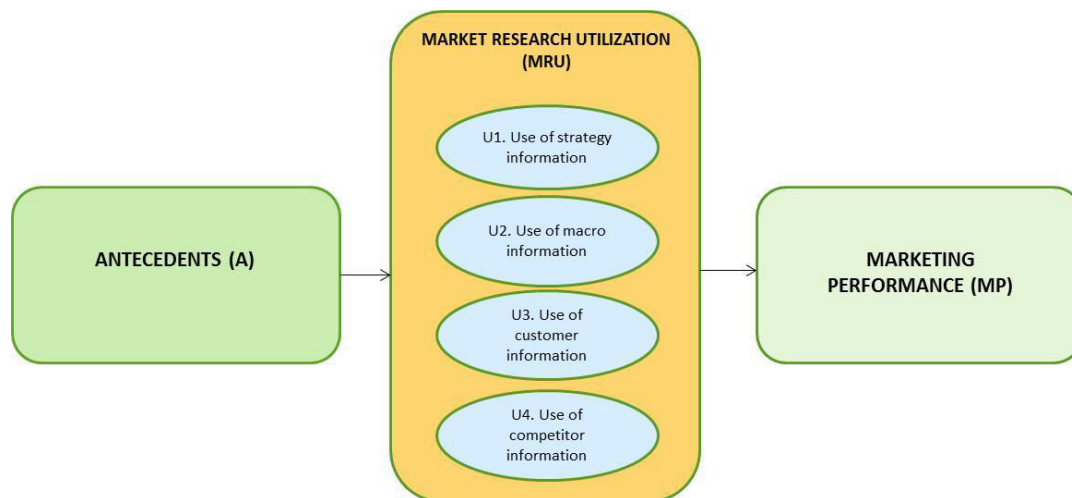 MARKET RESEARCH UTILIZATION
(MRU)
U1. Use of strategy
information
U2. Use of macro
information
U3. Use of
customer
information
U4. Use of
competitor
information
ANTECEDENTS (A)
MARKETING
PERFORMANCE (MP)